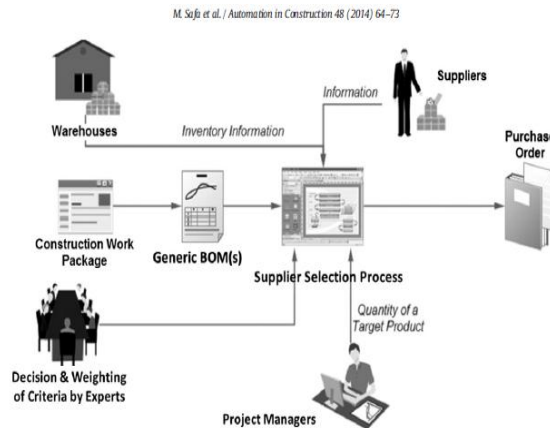 M. Safa et al. / Automation in Construction 48 (2014) 64–73
Suppliers
Information
Warehouses
Inventory Information
Purchase
Order
Construction Work
Package
Generic BOM(s)
Supplier Selection Process
Quantity of a
Target Product
Decision & Weighting
of Criteria by Experts
Project Managers